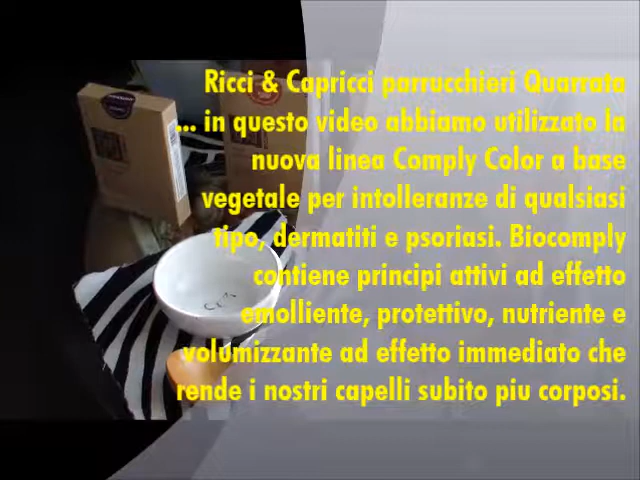 Ricci & Capricci parrucchieri Quarrata
... in questo video abbiamo utilizzato la
nuova linea Comply Color a base
vegetale per intolleranze di qualsiasi
tipo, dermatiti e psoriasi. Biocomply
contiene principi attivi ad effetto
emolliente, protettivo, nutriente e
volumizzante ad effetto immediato che
rende i nostri capelli subito piu corposi.